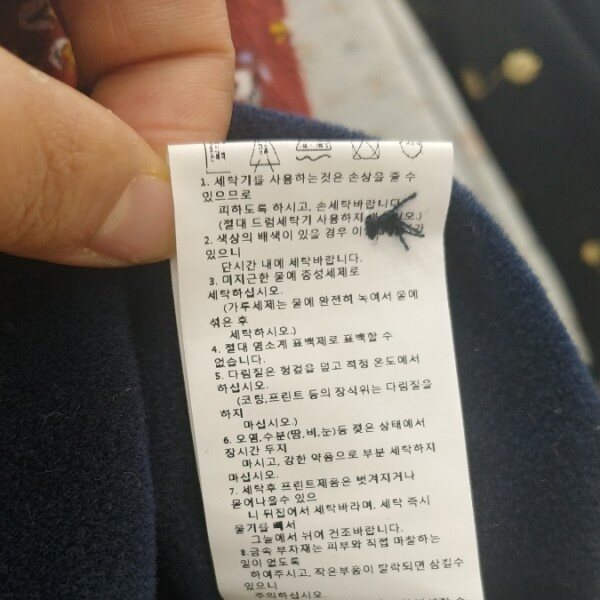 1. 세탁기를 사용하는것은 손상을 줄 수
있으므로
피하도록 하시고, 손세탁바랍니다
(절대 드럼세탁기 사용하지
2. 색상의 배색이 있을 경우
있으니
단시간 내에 세탁바랍니다.
3. 미지근한 물에 중성세제로
세탁하십시오.
(가루세제는 물에 완전히 녹여서 물에
섞은 후
세탁하시오.)
4. 절대 염소계 표백제로 표백할 수
없습니다.
5. 다림질은 헝겊을 덮고 적정 온도에서
하십시오.
(코팅,프린트 등의 장식위는 다림질을
하지
마십시오.)
6. 오염,수분(땀,비,눈)등 젖은 상태에서
장시간 두지
마시고, 강한 약품으로 부분 세탁하지
마십시오.
7. 세탁후 프린트제품은 벗겨지거나
묻어나올수 있으
니 뒤집어서 세탁바라며, 세탁 즉시
물기를 빼서
그늘에서 뉘어 건조바랍니다.
8.금속 부자재는 피부와 직접 마찰하는
일이 없도록
하여주시고, 작은부품이 탈락되면 삼킬수
있으니